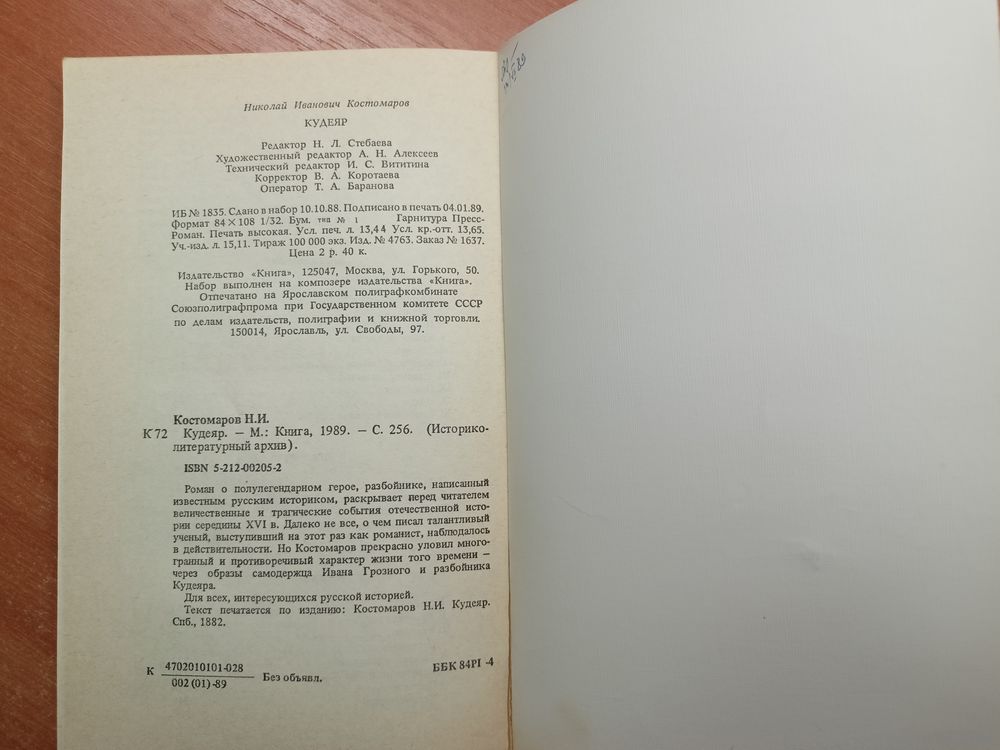 Николай Иванович Костомаров
КУДЕЯР
Редактор Н. Л. Стебаева
Художественный редактор А. Н. Алексеев
Технический редактор И. С. Вититина
Корректор В. А. Коротаева
Оператор Т. А. Баранова
ИБ № 1835. Сдано в набор 10.10.88. Подписано в печать 04.01.89.
Формат 84 × 108 1/32. Бум. тип № 1 Гарнитура Пресс-
Роман. Печать высокая. Усл. печ. л. 13,44 Усл. кр.-отт. 13,65.
Уч.-изд. л. 15,11. Тираж 100 000 экз. Изд. № 4763. Заказ № 1637.
Цена 2 р. 40 к.
Издательство «Книга», 125047, Москва, ул. Горького, 50.
Набор выполнен на композере издательства «Книга».
Отпечатано на Ярославском полиграфкомбинате
Союзполиграфпрома при Государственном комитете СССР
по делам издательств, полиграфии и книжной торговли.
150014, Ярославль, ул. Свободы, 97.
Костомаров Н.И.
К72 Кудеяр. – М.: Книга, 1989. – С. 256. (Историко-
литературный архив).
ISBN 5-212-00205-2
Роман о полулегендарном герое, разбойнике, написанный
известным русским историком, раскрывает перед читателем
величественные и трагические события отечественной исто-
рии середины XVI в. Далеко не все, о чем писал талантливый
ученый, выступивший на этот раз как романист, наблюдалось
в действительности. Но Костомаров прекрасно уловил много-
гранный и противоречивый характер жизни того времени –
через образы самодержца Ивана Грозного и разбойника
Кудеяра.
Для всех, интересующихся русской историей.
Текст печатается по изданию: Костомаров Н.И. Кудеяр.
Спб., 1882.
К 4702010101-028
002 (01)-89
Без объявл.
ББК 84Р1-4